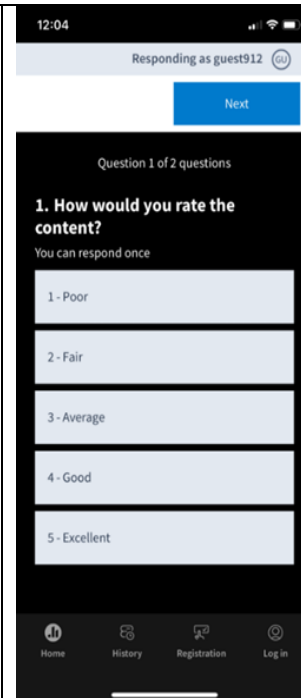 12:04
Responding as guest912 GU
Next
Question 1 of 2 questions
1. How would you rate the
content?
You can respond once
1 - Poor
2 - Fair
3 - Average
4 - Good
5 - Excellent
Home History Registration Log in